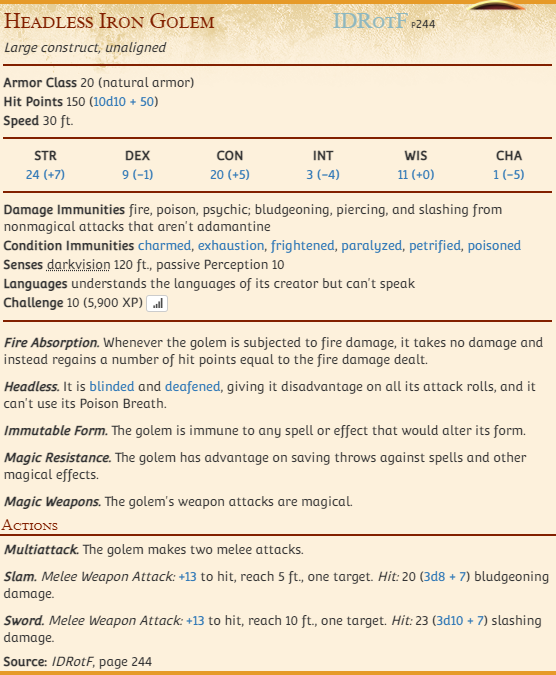 Headless Iron Golem IDRotF p244
Large construct, unaligned
Armor Class 20 (natural armor)
Hit Points 150 (10d10 + 50)
Speed 30 ft.
STR DEX CON INT WIS CHA
24 (+7) 9 (−1) 20 (+5) 3 (−4) 11 (+0) 1 (−5)
Damage Immunities fire, poison, psychic; bludgeoning, piercing, and slashing from
nonmagical attacks that aren't adamantine
Condition Immunities charmed, exhaustion, frightened, paralyzed, petrified, poisoned
Senses darkvision 120 ft., passive Perception 10
Languages understands the languages of its creator but can't speak
Challenge 10 (5,900 XP)
Fire Absorption. Whenever the golem is subjected to fire damage, it takes no damage and
instead regains a number of hit points equal to the fire damage dealt.
Headless. It is blinded and deafened, giving it disadvantage on all its attack rolls, and it
can't use its Poison Breath.
Immutable Form. The golem is immune to any spell or effect that would alter its form.
Magic Resistance. The golem has advantage on saving throws against spells and other
magical effects.
Magic Weapons. The golem's weapon attacks are magical.
Actions
Multiattack. The golem makes two melee attacks.
Slam. Melee Weapon Attack: +13 to hit, reach 5 ft., one target. Hit: 20 (3d8 + 7) bludgeoning
damage.
Sword. Melee Weapon Attack: +13 to hit, reach 10 ft., one target. Hit: 23 (3d10 + 7) slashing
damage.
Source: IDRotF, page 244